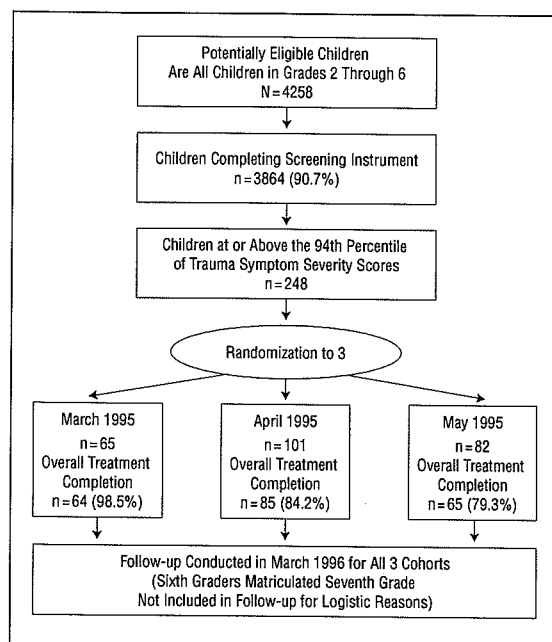 Potentially Eligible Children
Are All Children in Grades 2 Through 6
N=4258
Children Completing Screening Instrument
n=3864 (90.7%)
Children at or Above the 94th Percentile
of Trauma Symptom Severity Scores
n=248
Randomization to 3
March 1995
n=65
Overall Treatment
Completion
n=64 (98.5%)
April 1995
n=101
Overall Treatment
Completion
n=85 (84.2%)
May 1995
n=82
Overall Treatment
Completion
n=65 (79.3%)
Follow-up Conducted in March 1996 for All 3 Cohorts
(Sixth Graders Matriculated Seventh Grade
Not Included in Follow-up for Logistic Reasons)